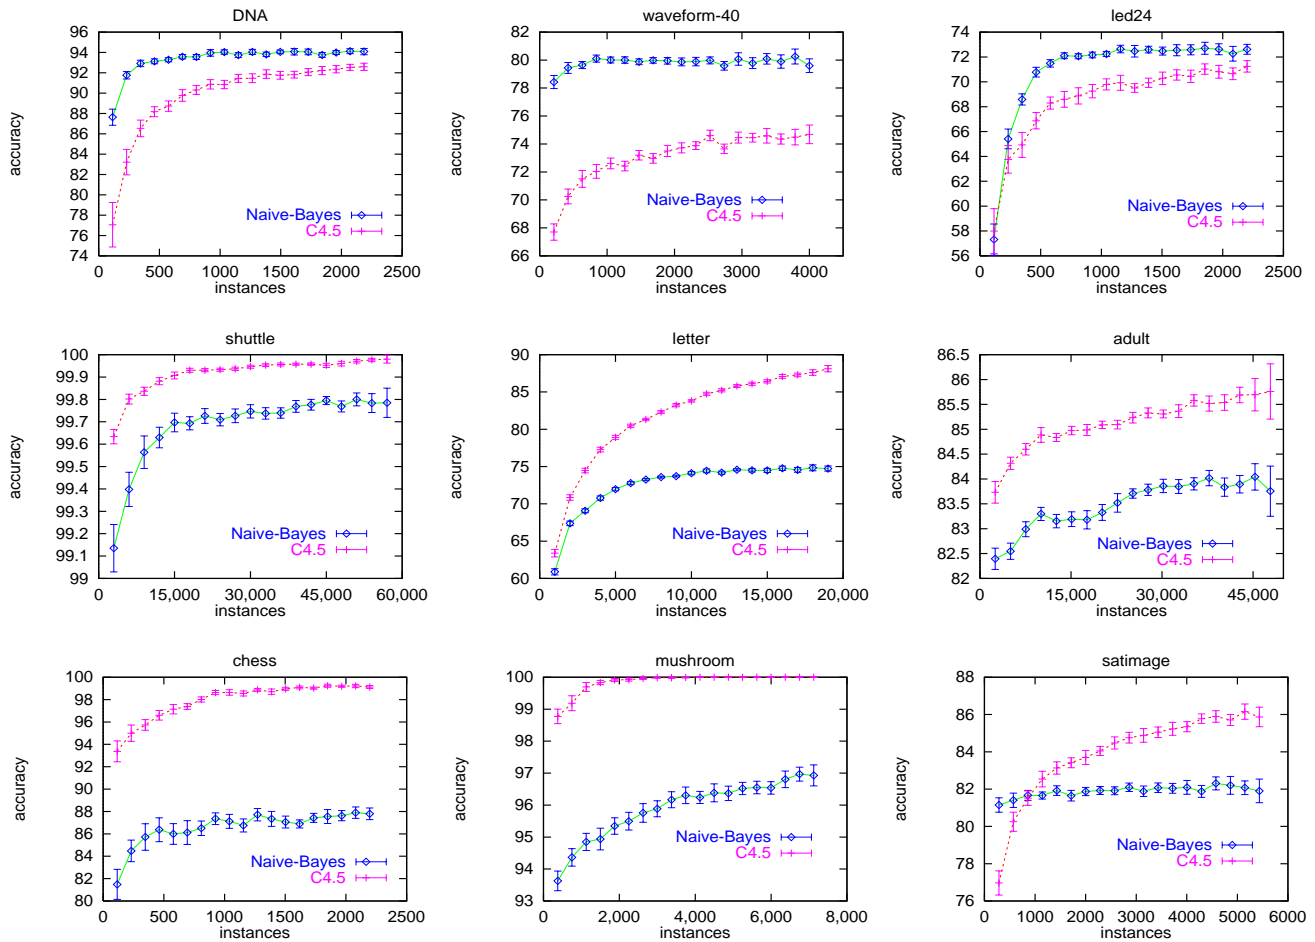 DNA
96
94
92
90
88
86
84
82
80
78
76
74
accuracy
Naive-Bayes
C4.5
0 500 1000 1500 2000 2500
instances
waveform-40
82
80
78
76
74
72
70
68
66
accuracy
Naive-Bayes
C4.5
0 1000 2000 3000 4000
instances
led24
74
72
70
68
66
64
62
60
58
56
accuracy
Naive-Bayes
C4.5
0 500 1000 1500 2000 2500
instances
shuttle
100
99.9
99.8
99.7
99.6
99.5
99.4
99.3
99.2
99.1
99
accuracy
Naive-Bayes
C4.5
0 15,000 30,000 45,000 60,000
instances
letter
90
85
80
75
70
65
60
accuracy
Naive-Bayes
C4.5
0 5,000 10,000 15,000 20,000
instances
adult
86.5
86
85.5
85
84.5
84
83.5
83
82.5
82
accuracy
Naive-Bayes
C4.5
0 15,000 30,000 45,000
instances
chess
100
98
96
94
92
90
88
86
84
82
80
accuracy
Naive-Bayes
C4.5
0 500 1000 1500 2000 2500
instances
mushroom
100
99
98
97
96
95
94
93
accuracy
Naive-Bayes
C4.5
0 2,000 4,000 6,000 8,000
instances
satimage
88
86
84
82
80
78
76
accuracy
Naive-Bayes
C4.5
0 1000 2000 3000 4000 5000 6000
instances